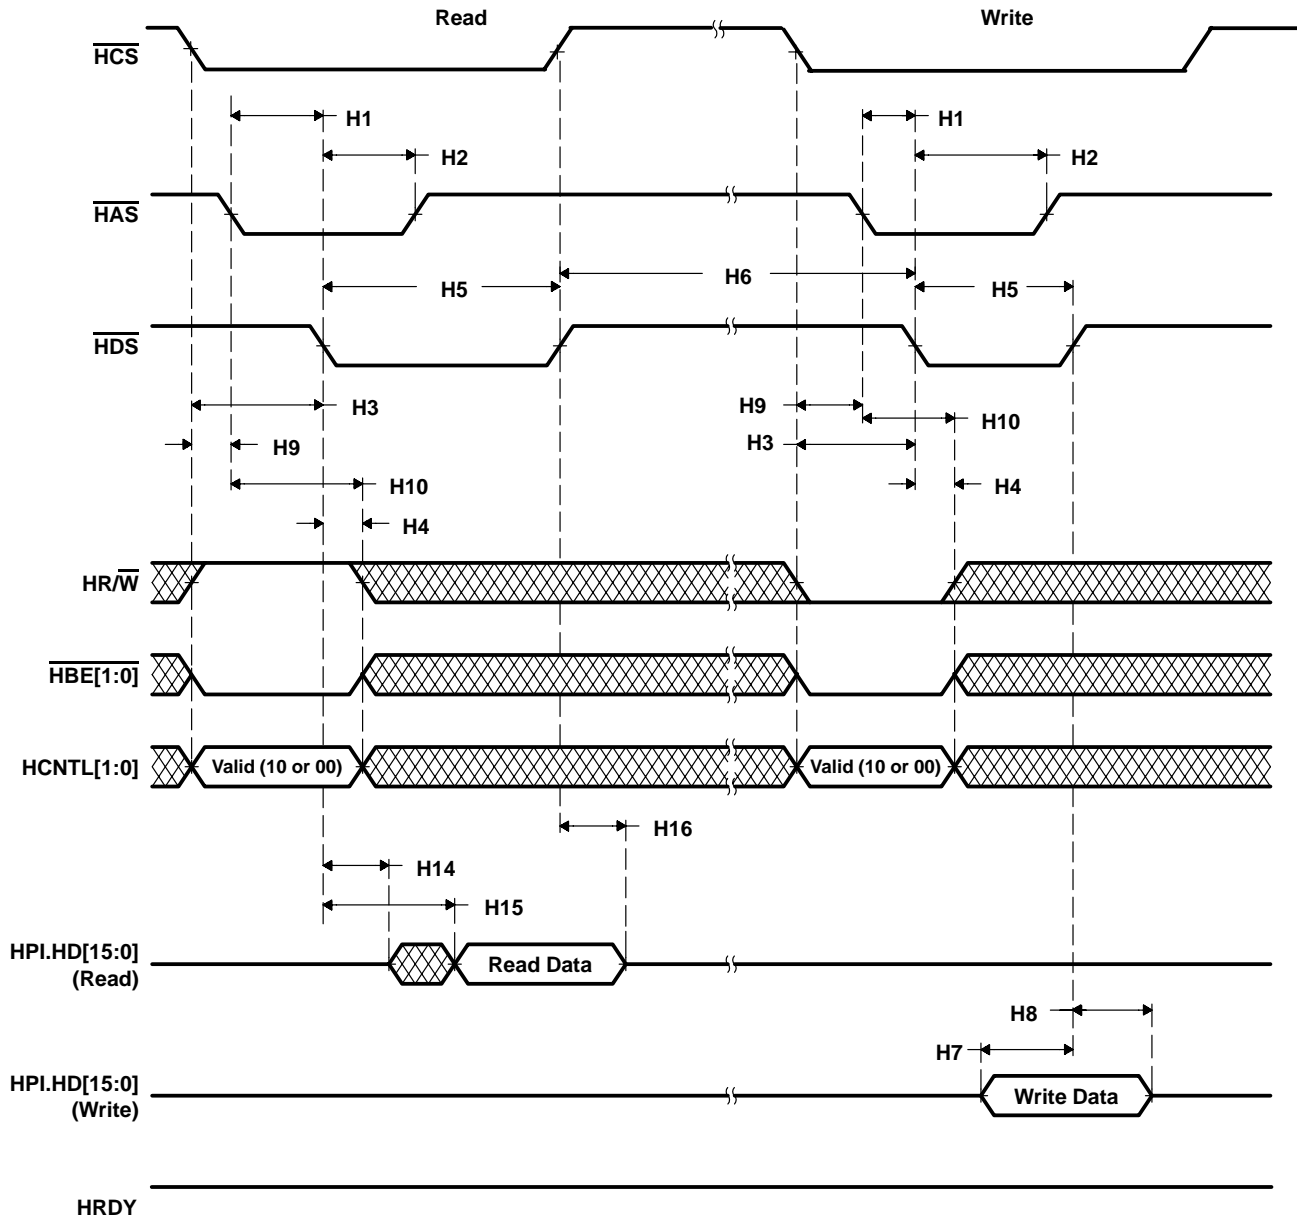 Read
Write
HCS
H1
H1
H2
H2
HAS
H5
H6
H5
HDS
H3
H9
H10
H9
H3
H10
H4
H4
HR/W
HBE[1:0]
HCNTL[1:0]
Valid (10 or 00)
Valid (10 or 00)
H16
H14
H15
HPI.HD[15:0]
(Read)
Read Data
H8
H7
HPI.HD[15:0]
(Write)
Write Data
HRDY